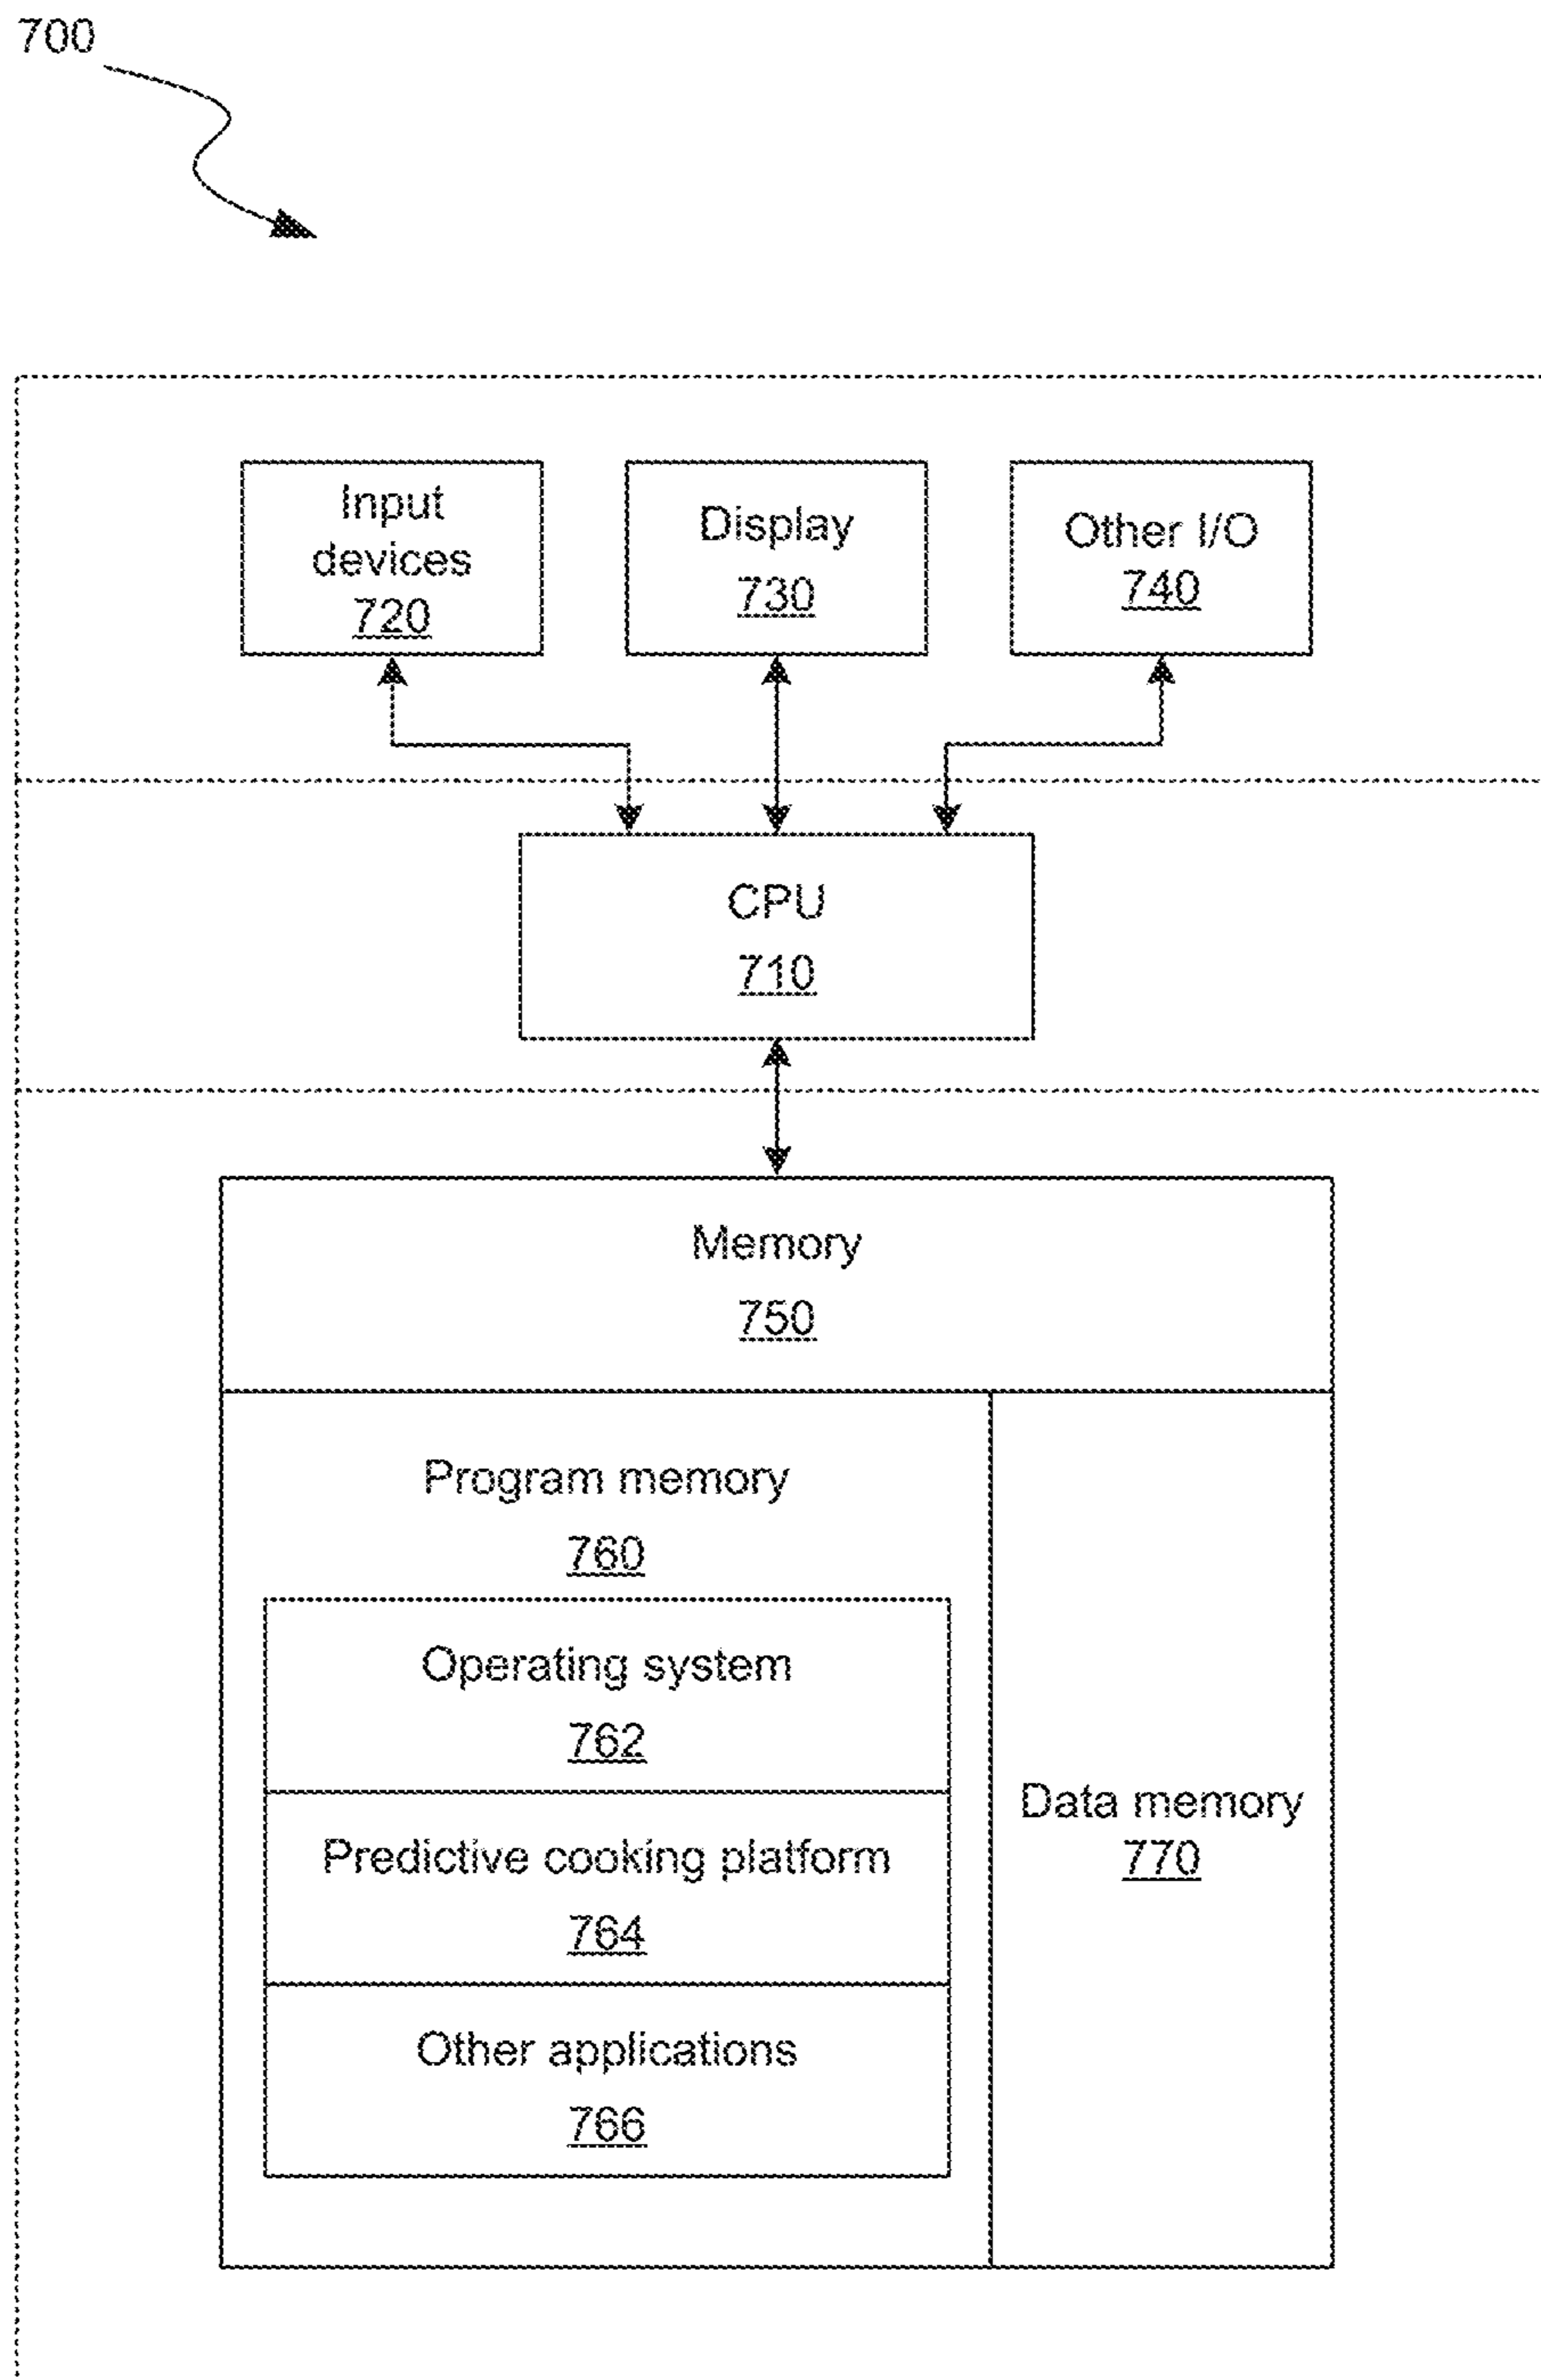 700
Input
devices
720
Display
730
Other I/O
740
CPU
710
Memory
750
Program memory
760
Operating system
762
Predictive cooking platform
764
Other applications
766
Data memory
770